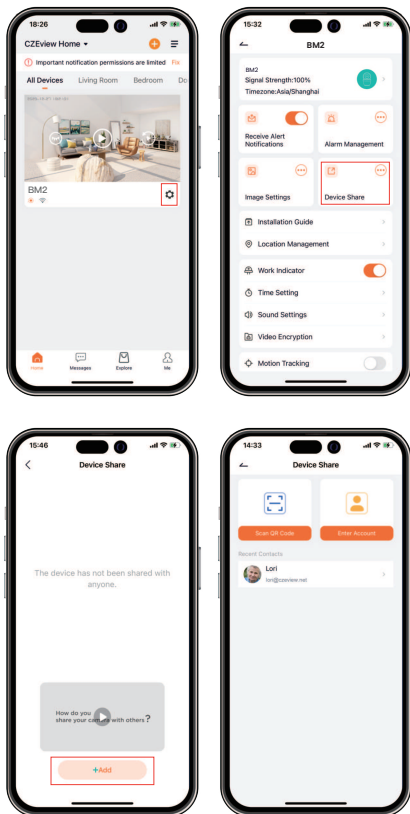 18:26
CZEview Home
Important notification permissions are limited Fix
All Devices Living Room Bedroom Do
BM2
Home Messages Explore Me
15:32
BM2
BM2
Signal Strength:100%
Timezone:Asia/Shanghai
Receive Alert
Notifications
Alarm Management
Image Settings
Device Share
Installation Guide
Location Management
Work Indicator
Time Setting
Sound Settings
Video Encryption
Motion Tracking
15:46
Device Share
The device has not been shared with
anyone.
How do you
share your camera with others?
+Add
14:33
Device Share
Scan QR Code
Enter Account
Recent Contacts
Lori
lori@czeview.net